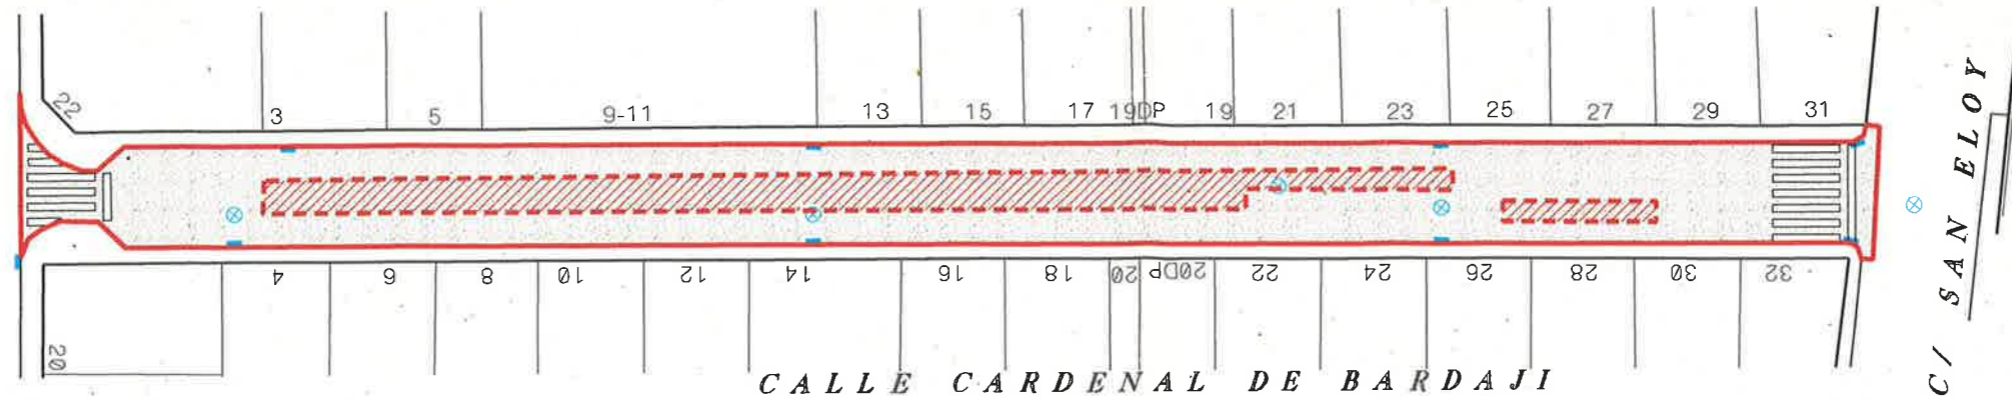 22
3 5 9-11 13 15 17 19DP 19 21 23 25 27 29 31
4 6 8 10 12 14 16 18 20 20DP 22 24 26 28 30 32
20
CALLE CARDENAL DE BARDAJI
C/ SAN ELOY